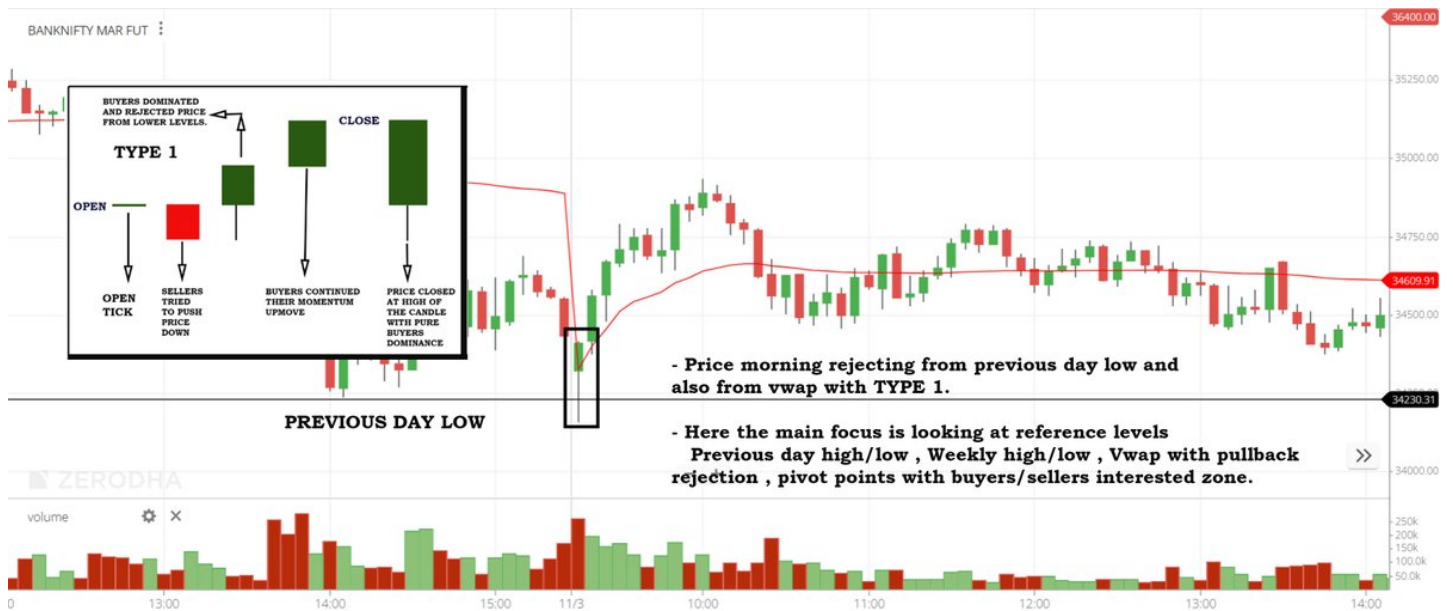 BANKNIFTY MAR FUT
36400.00
35250.00
35000.00
34750.00
34609.91
34500.00
34230.31
34000.00
BUYERS DOMINATED
AND REJECTED PRICE
FROM LOWER LEVELS.
TYPE 1
CLOSE
OPEN
OPEN
TICK
SELLERS
TRIED
TO PUSH
PRICE
DOWN
BUYERS CONTINUED
THEIR MOMENTUM
UPMOVE
PRICE CLOSED
AT HIGH OF
THE CANDLE
WITH PURE
BUYERS
DOMINANCE
PREVIOUS DAY LOW
- Price morning rejecting from previous day low and
also from vwap with TYPE 1.
- Here the main focus is looking at reference levels
Previous day high/low , Weekly high/low , Vwap with pullback
rejection , pivot points with buyers/sellers interested zone.
ZERODHA
volume
250k
200k
150k
100k
50.0k
13:00
14:00
15:00
11/3
10:00
11:00
12:00
13:00
14:00